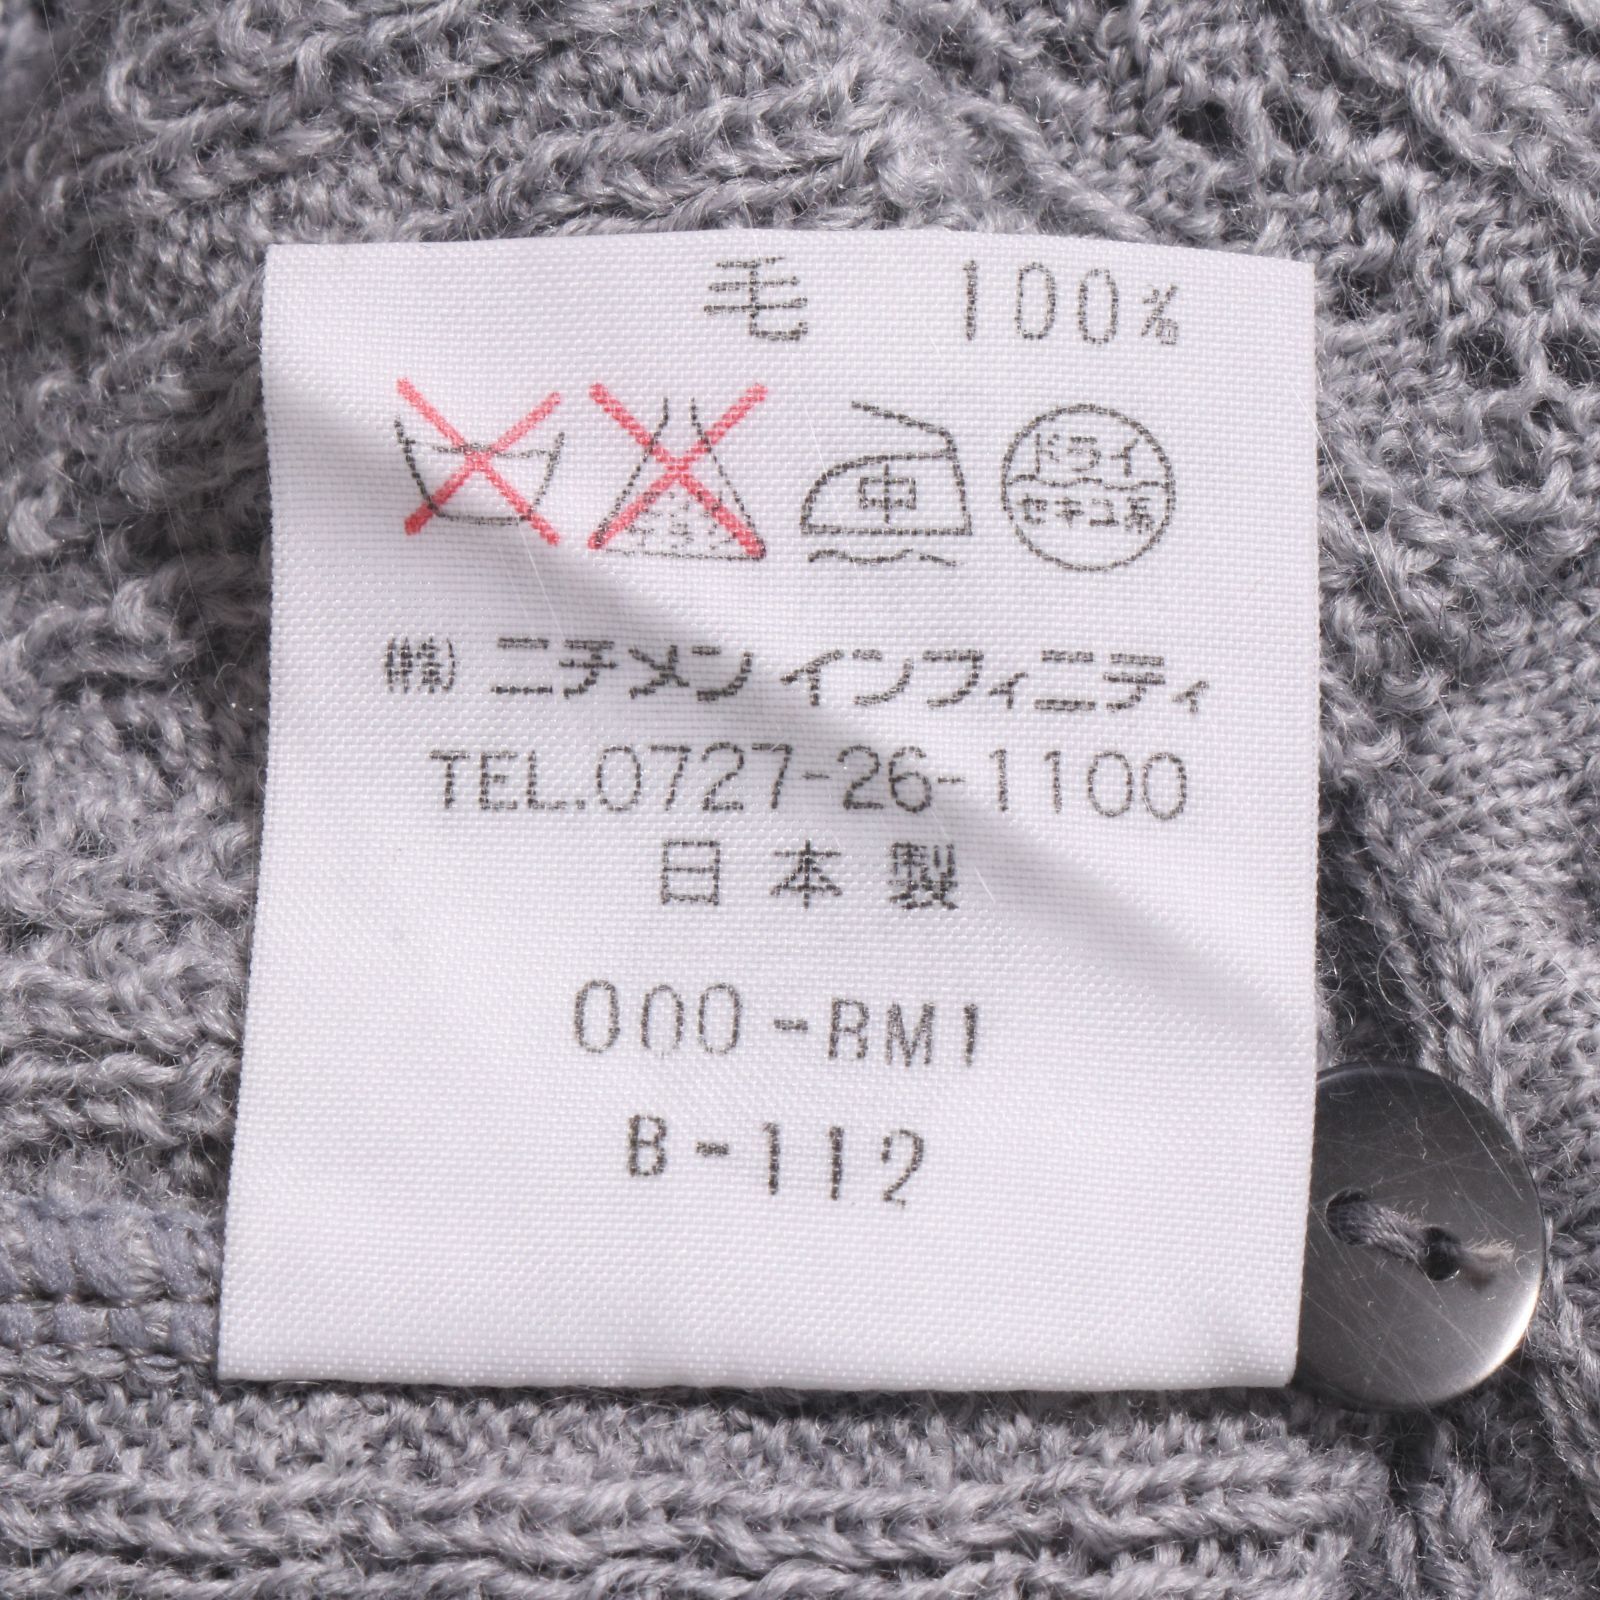 毛 100%
中 ドライ
セキユ系
㈱ニチメンインフィニティ
TEL.0727-26-1100
日本製
000-BM1
B-112